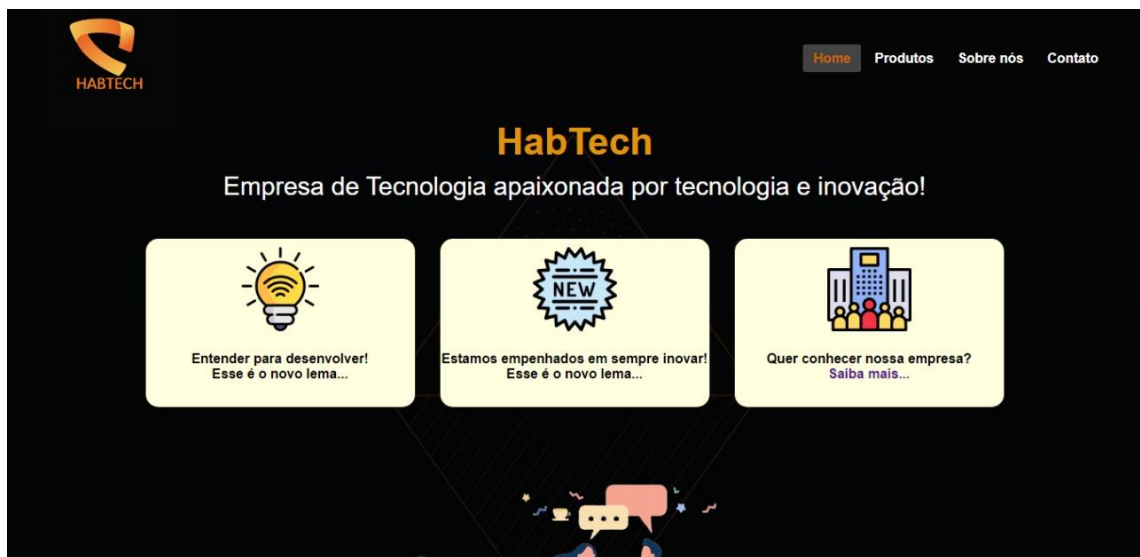 HABTECH
Home Produtos Sobre nós Contato
HabTech
Empresa de Tecnologia apaixonada por tecnologia e inovação!
NEW
Entender para desenvolver!
Esse é o novo lema...
Estamos empenhados em sempre inovar!
Esse é o novo lema...
Quer conhecer nossa empresa?
Saiba mais...